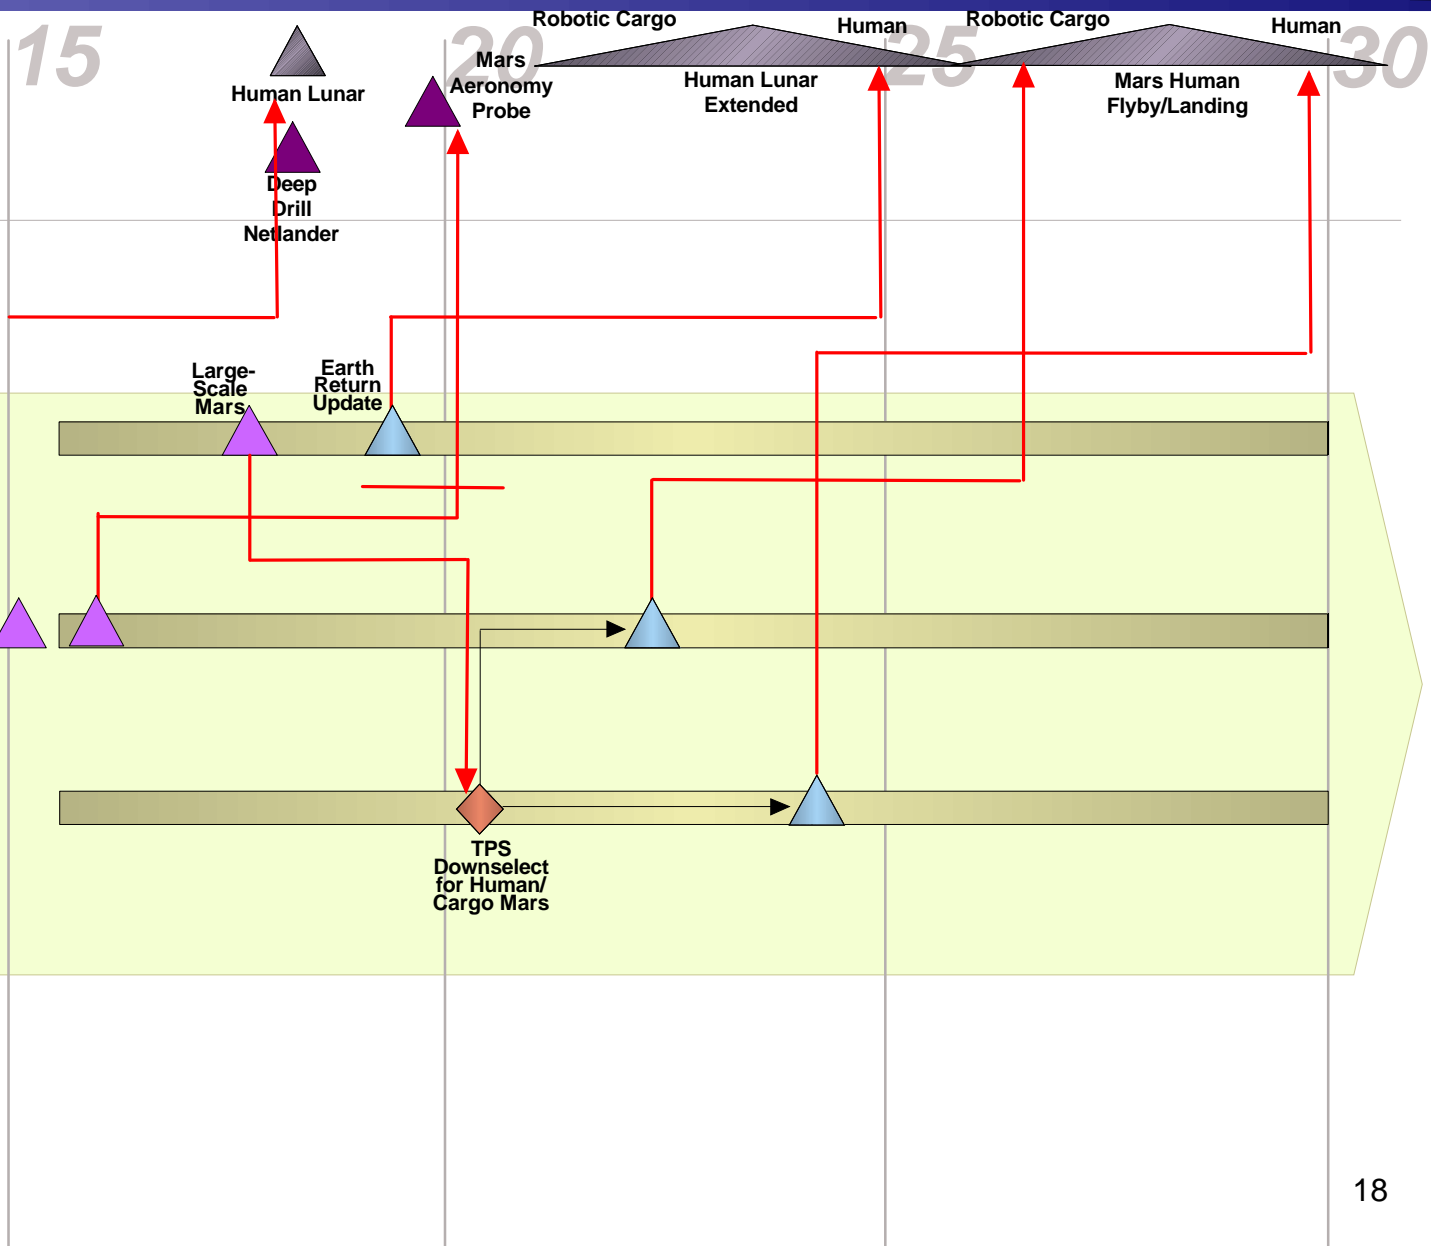 15
20
25
30
Robotic Cargo
Human
Robotic Cargo
Human
Human Lunar
Mars
Aeronomy
Probe
Human Lunar
Extended
Mars Human
Flyby/Landing
Deep
Drill
Netlander
Large-
Scale
Mars
Earth
Return
Update
TPS
Downselect
for Human/
Cargo Mars
18